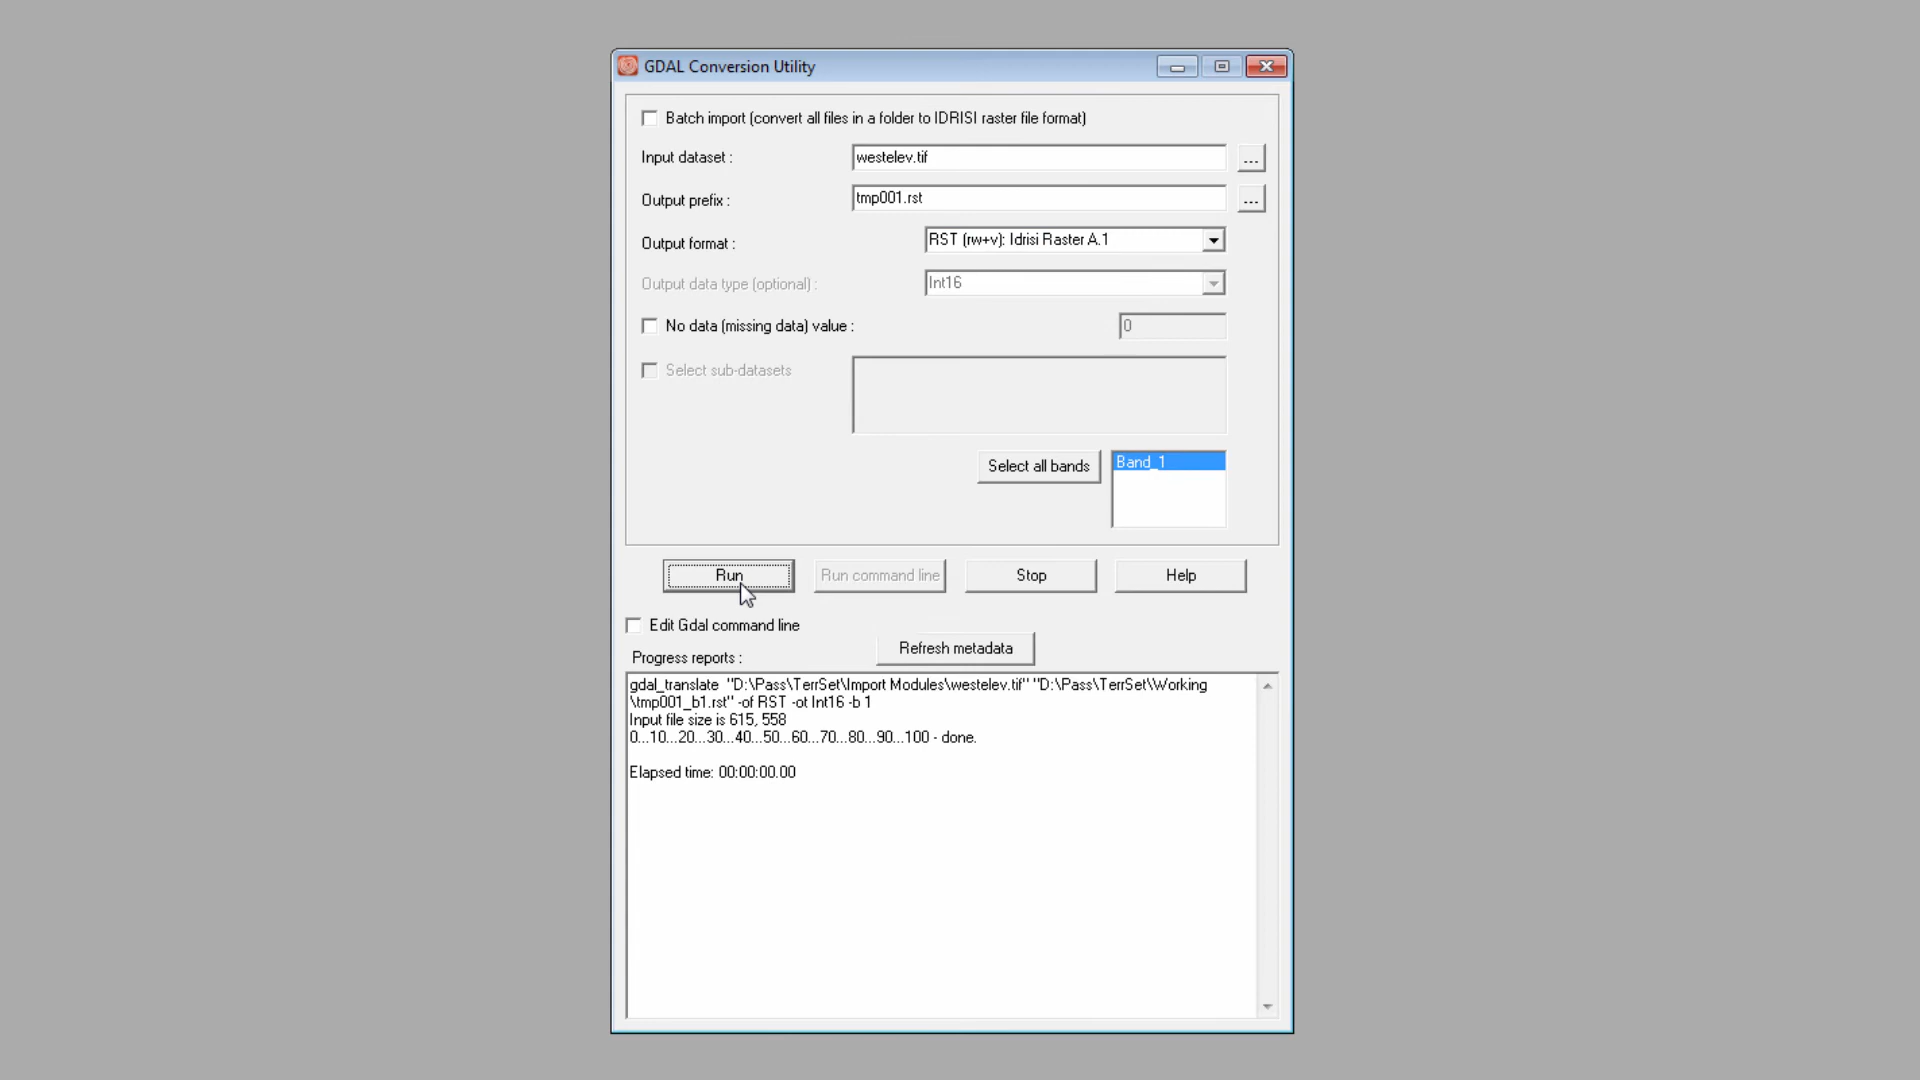 GDAL Conversion Utility
Batch import (convert all files in a folder to IDRISI raster file format)
Input dataset : westelev.tif ...
Output prefix : tmp001.rst ...
Output format : RST (rw+v): Idrisi Raster A.1
Output data type (optional) : Int16
No data (missing data) value : 0
Select sub-datasets
Select all bands Band_1
Run Run command line Stop Help
Edit Gdal command line
Refresh metadata
Progress reports :
gdal_translate "D:\Pass\TerrSet\Import Modules\westelev.tif" "D:\Pass\TerrSet\Working
\tmp001_b1.rst" -of RST -ot Int16 -b 1
Input file size is 615, 558
0...10...20...30...40...50...60...70...80...90...100 - done.
Elapsed time: 00:00:00.00